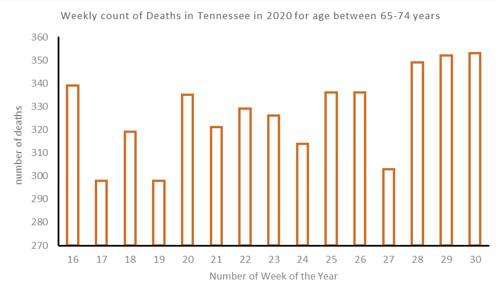 Weekly count of Deaths in Tennessee in 2020 for age between 65-74 years
360
350
340
330
320
310
300
290
280
270
number of deaths
16 17 18 19 20 21 22 23 24 25 26 27 28 29 30
Number of Week of the Year